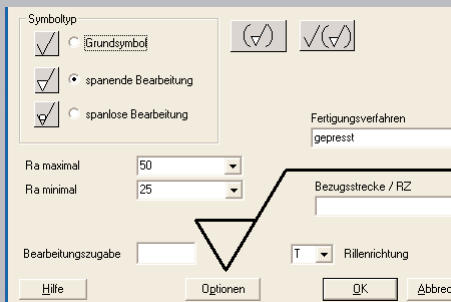 Symboltyp
Grundsymbol
spanende Bearbeitung
spanlose Bearbeitung
Fertigungsverfahren
gepresst
Ra maximal
50
Ra minimal
25
Bezugsstrecke / RZ
Bearbeitungszugabe
T
Rillenrichtung
Hilfe
Optionen
OK
Abbrec